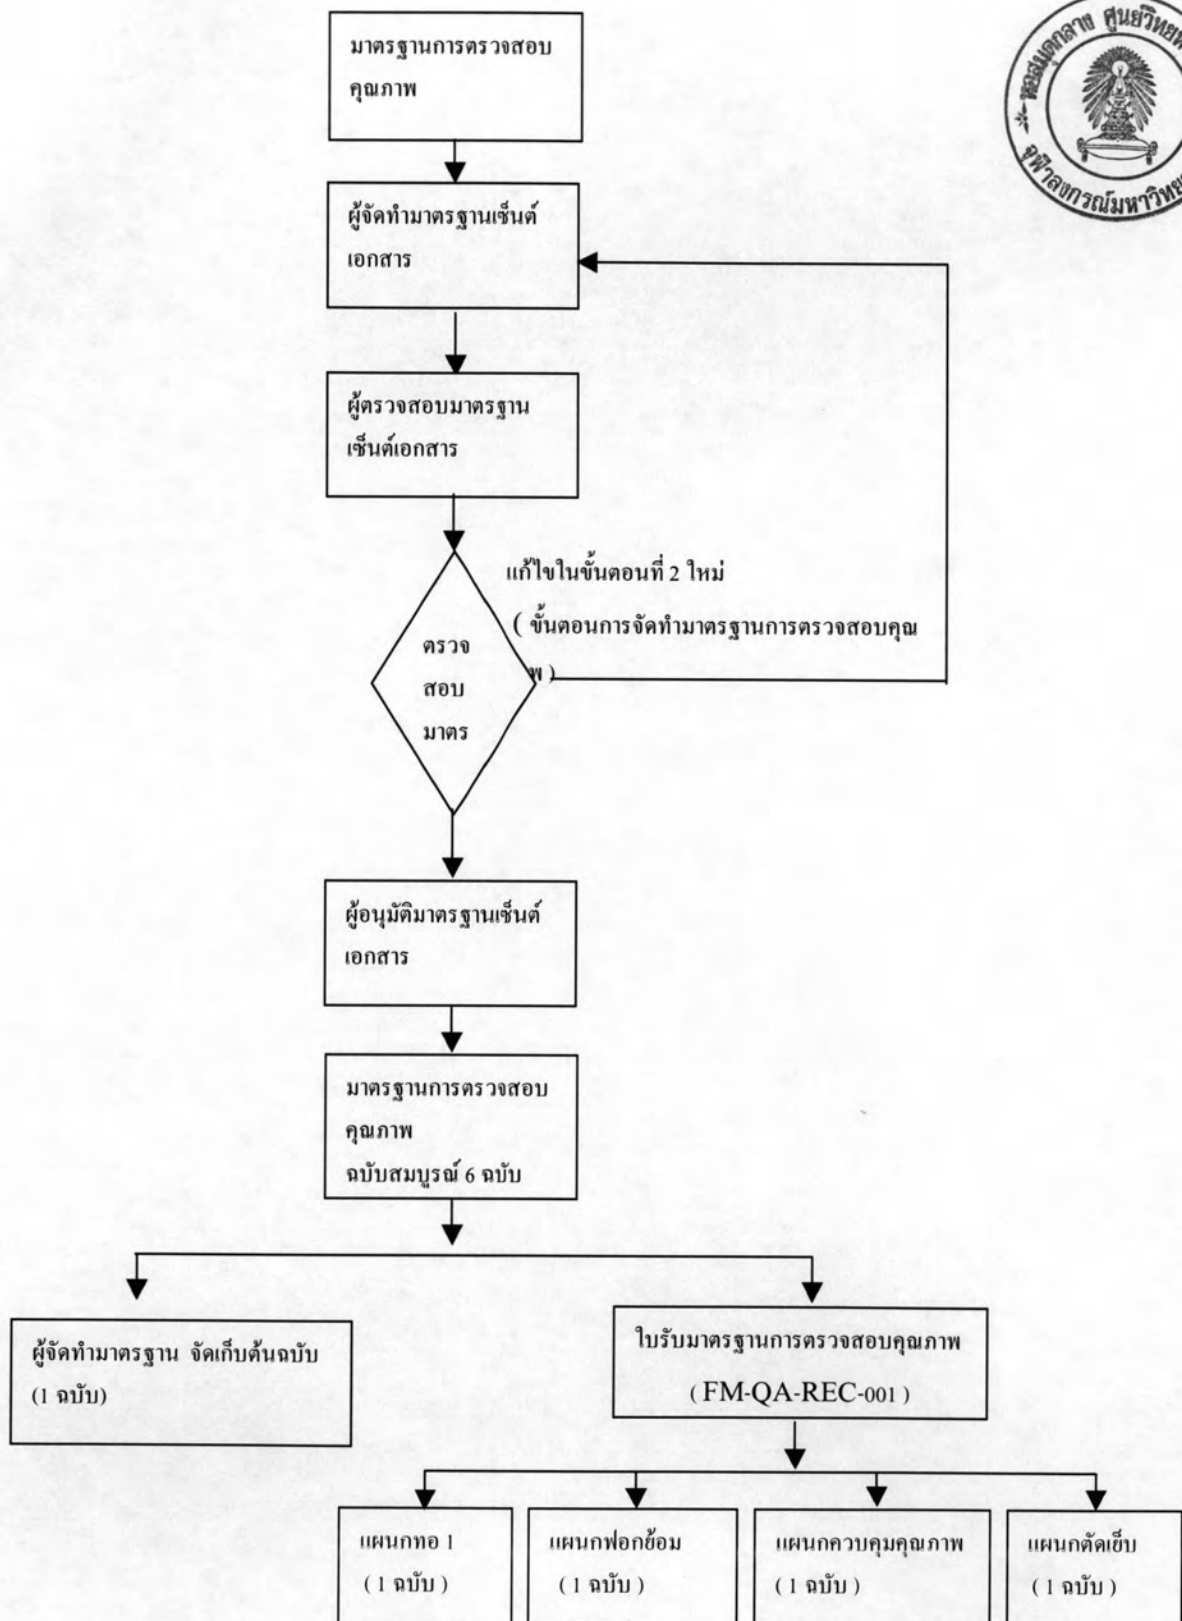 มาตรฐานการตรวจสอบ
คุณภาพ
ผู้จัดทำมาตรฐานเซ็นต์
เอกสาร
ผู้ตรวจสอบมาตรฐาน
เซ็นต์เอกสาร
แก้ไขในขั้นตอนที่ 2 ใหม่
( ขั้นตอนการจัดทำมาตรฐานการตรวจสอบคุณ
พ )
ตรวจ
สอบ
มาตร
ผู้อนุมัติมาตรฐานเซ็นต์
เอกสาร
มาตรฐานการตรวจสอบ
คุณภาพ
ฉบับสมบูรณ์ 6 ฉบับ
ผู้จัดทำมาตรฐาน จัดเก็บต้นฉบับ
(1 ฉบับ)
ใบรับมาตรฐานการตรวจสอบคุณภาพ
( FM-QA-REC-001 )
แผนกทอ 1
( 1 ฉบับ )
แผนกฟอกย้อม
( 1 ฉบับ )
แผนกควบคุมคุณภาพ
( 1 ฉบับ )
แผนกตัดเย็บ
( 1 ฉบับ )
หอสมุดกลาง